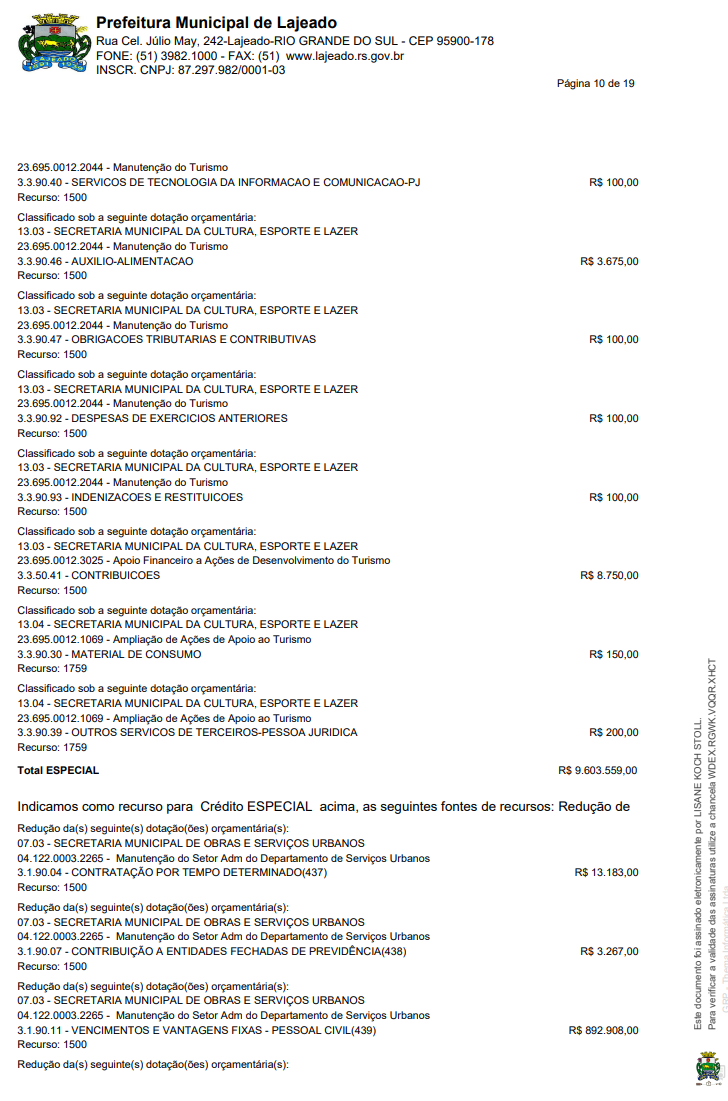 Prefeitura Municipal de Lajeado
Rua Cel. Júlio May, 242-Lajeado-RIO GRANDE DO SUL - CEP 95900-178
FONE: (51) 3982.1000 - FAX: (51)  www.lajeado.rs.gov.br
INSCR. CNPJ: 87.297.982/0001-03
Página 10 de 19
23.695.0012.2044 - Manutenção do Turismo
3.3.90.40 - SERVICOS DE TECNOLOGIA DA INFORMACAO E COMUNICACAO-PJ R$ 100,00
Recurso: 1500
Classificado sob a seguinte dotação orçamentária:
13.03 - SECRETARIA MUNICIPAL DA CULTURA, ESPORTE E LAZER
23.695.0012.2044 - Manutenção do Turismo
3.3.90.46 - AUXILIO-ALIMENTACAO R$ 3.675,00
Recurso: 1500
Classificado sob a seguinte dotação orçamentária:
13.03 - SECRETARIA MUNICIPAL DA CULTURA, ESPORTE E LAZER
23.695.0012.2044 - Manutenção do Turismo
3.3.90.47 - OBRIGACOES TRIBUTARIAS E CONTRIBUTIVAS R$ 100,00
Recurso: 1500
Classificado sob a seguinte dotação orçamentária:
13.03 - SECRETARIA MUNICIPAL DA CULTURA, ESPORTE E LAZER
23.695.0012.2044 - Manutenção do Turismo
3.3.90.92 - DESPESAS DE EXERCICIOS ANTERIORES R$ 100,00
Recurso: 1500
Classificado sob a seguinte dotação orçamentária:
13.03 - SECRETARIA MUNICIPAL DA CULTURA, ESPORTE E LAZER
23.695.0012.2044 - Manutenção do Turismo
3.3.90.93 - INDENIZACOES E RESTITUICOES R$ 100,00
Recurso: 1500
Classificado sob a seguinte dotação orçamentária:
13.03 - SECRETARIA MUNICIPAL DA CULTURA, ESPORTE E LAZER
23.695.0012.3025 - Apoio Financeiro a Ações de Desenvolvimento do Turismo
3.3.50.41 - CONTRIBUICOES R$ 8.750,00
Recurso: 1500
Classificado sob a seguinte dotação orçamentária:
13.04 - SECRETARIA MUNICIPAL DA CULTURA, ESPORTE E LAZER
23.695.0012.1069 - Ampliação de Ações de Apoio ao Turismo
3.3.90.30 - MATERIAL DE CONSUMO R$ 150,00
Recurso: 1759
Classificado sob a seguinte dotação orçamentária:
13.04 - SECRETARIA MUNICIPAL DA CULTURA, ESPORTE E LAZER
23.695.0012.1069 - Ampliação de Ações de Apoio ao Turismo
3.3.90.39 - OUTROS SERVICOS DE TERCEIROS-PESSOA JURIDICA R$ 200,00
Recurso: 1759
Total ESPECIAL R$ 9.603.559,00
Indicamos como recurso para  Crédito ESPECIAL  acima, as seguintes fontes de recursos: Redução de
Redução da(s) seguinte(s) dotação(ões) orçamentária(s):
07.03 - SECRETARIA MUNICIPAL DE OBRAS E SERVIÇOS URBANOS
04.122.0003.2265 -  Manutenção do Setor Adm do Departamento de Serviços Urbanos
3.1.90.04 - CONTRATAÇÃO POR TEMPO DETERMINADO(437) R$ 13.183,00
Recurso: 1500
Redução da(s) seguinte(s) dotação(ões) orçamentária(s):
07.03 - SECRETARIA MUNICIPAL DE OBRAS E SERVIÇOS URBANOS
04.122.0003.2265 -  Manutenção do Setor Adm do Departamento de Serviços Urbanos
3.1.90.07 - CONTRIBUIÇÃO A ENTIDADES FECHADAS DE PREVIDÊNCIA(438) R$ 3.267,00
Recurso: 1500
Redução da(s) seguinte(s) dotação(ões) orçamentária(s):
07.03 - SECRETARIA MUNICIPAL DE OBRAS E SERVIÇOS URBANOS
04.122.0003.2265 -  Manutenção do Setor Adm do Departamento de Serviços Urbanos
3.1.90.11 - VENCIMENTOS E VANTAGENS FIXAS - PESSOAL CIVIL(439) R$ 892.908,00
Recurso: 1500
Redução da(s) seguinte(s) dotação(ões) orçamentária(s):
Este documento foi assinado eletronicamente por LISANE KOCH STOLL.
Para verificar a validade das assinaturas utilize a chancela WDEX.RGWK.VQQR.XHCT